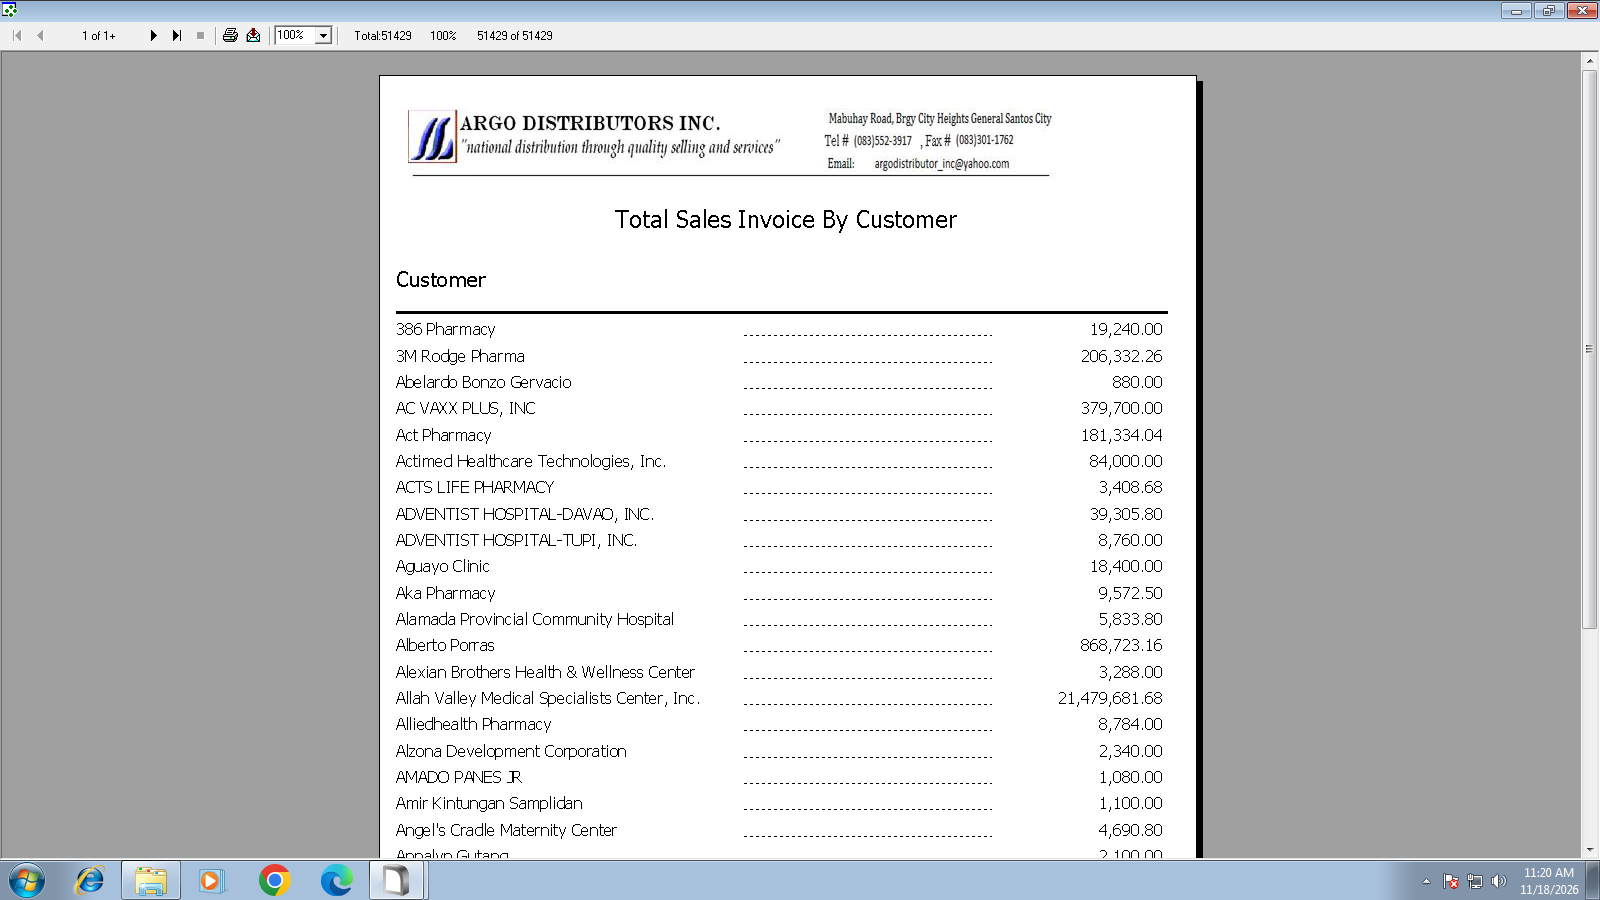 1 of 1+
100%
Total:51429
100%
51429 of 51429
ARGO DISTRIBUTORS INC.
"national distribution through quality selling and services"
Mabuhay Road, Brgy City Heights General Santos City
Tel # (083)552-3917 , Fax # (083)301-1762
Email: argodistributor_inc@yahoo.com
Total Sales Invoice By Customer
Customer
386 Pharmacy 19,240.00
3M Rodge Pharma 206,332.26
Abelardo Bonzo Gervacio 880.00
AC VAXX PLUS, INC 379,700.00
Act Pharmacy 181,334.04
Actimed Healthcare Technologies, Inc. 84,000.00
ACTS LIFE PHARMACY 3,408.68
ADVENTIST HOSPITAL-DAVAO, INC. 39,305.80
ADVENTIST HOSPITAL-TUPI, INC. 8,760.00
Aguayo Clinic 18,400.00
Aka Pharmacy 9,572.50
Alamada Provincial Community Hospital 5,833.80
Alberto Porras 868,723.16
Alexian Brothers Health & Wellness Center 3,288.00
Allah Valley Medical Specialists Center, Inc. 21,479,681.68
Alliedhealth Pharmacy 8,784.00
Alzona Development Corporation 2,340.00
AMADO PANES JR 1,080.00
Amir Kintungan Samplidan 1,100.00
Angel's Cradle Maternity Center 4,690.80
Annalyn Gutang 2,100.00
11:20 AM
11/18/2026